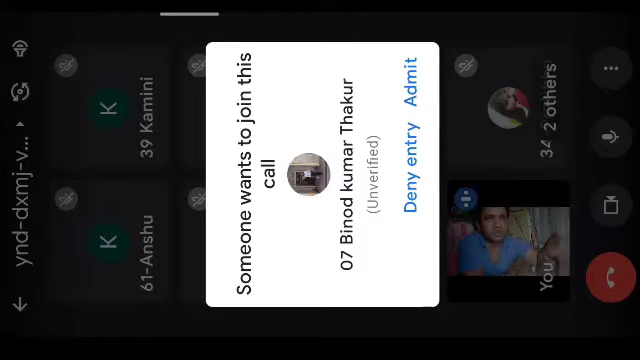 ynd-dxmj-v...
39 Kamini
61-Anshu
Someone wants to join this
call
07 Binod kumar Thakur
(Unverified)
Deny entry Admit
K
K
2 others
You